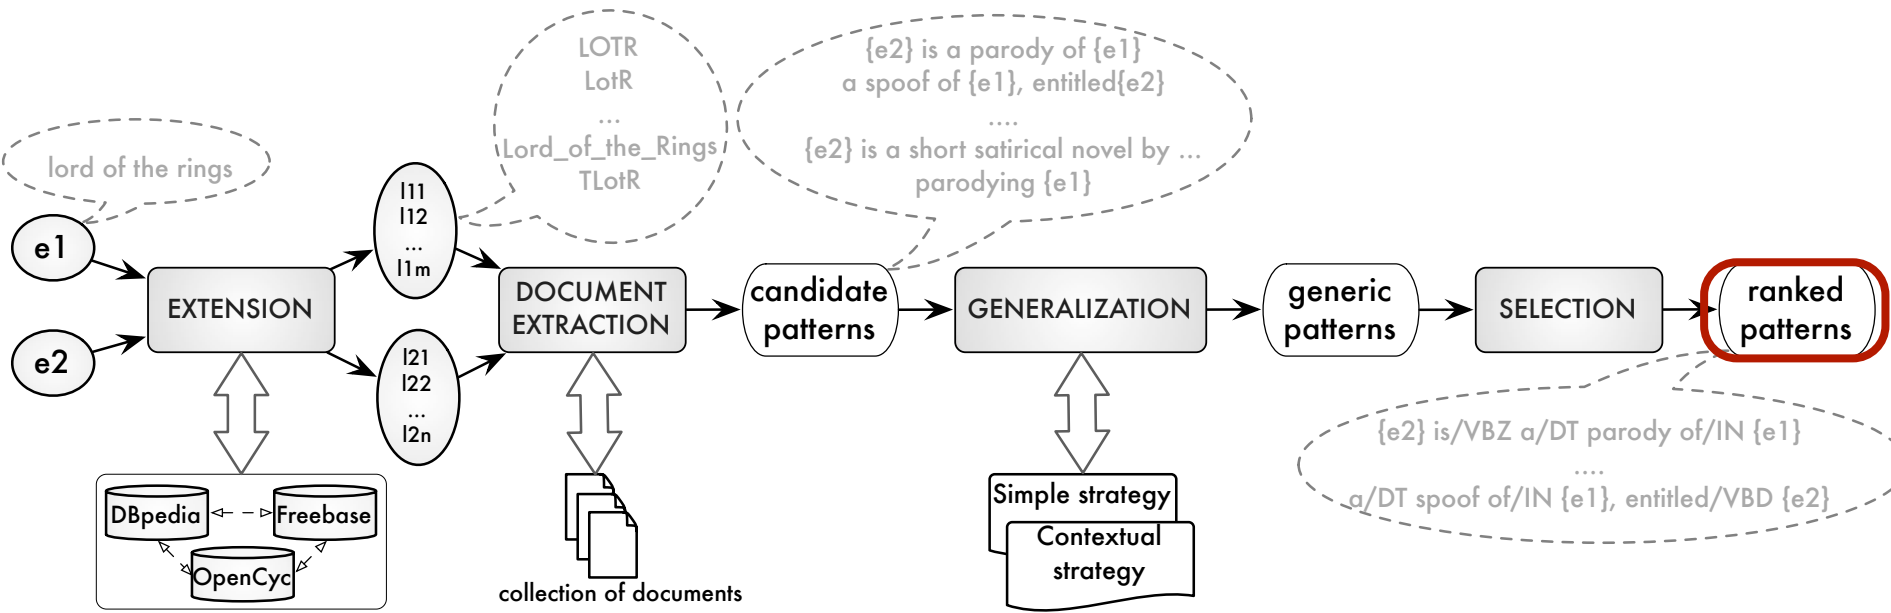 LOTR
LotR
...
Lord_of_the_Rings
TLotR
{e2} is a parody of {e1}
a spoof of {e1}, entitled{e2}
....
{e2} is a short satirical novel by ...
parodying {e1}
lord of the rings
e1
e2
EXTENSION
l11
l12
...
l1m
l21
l22
...
l2n
DOCUMENT
EXTRACTION
candidate
patterns
GENERALIZATION
generic
patterns
SELECTION
ranked
patterns
{e2} is/VBZ a/DT parody of/IN {e1}
....
a/DT spoof of/IN {e1}, entitled/VBD {e2}
DBpedia
Freebase
OpenCyc
collection of documents
Simple strategy
Contextual
strategy